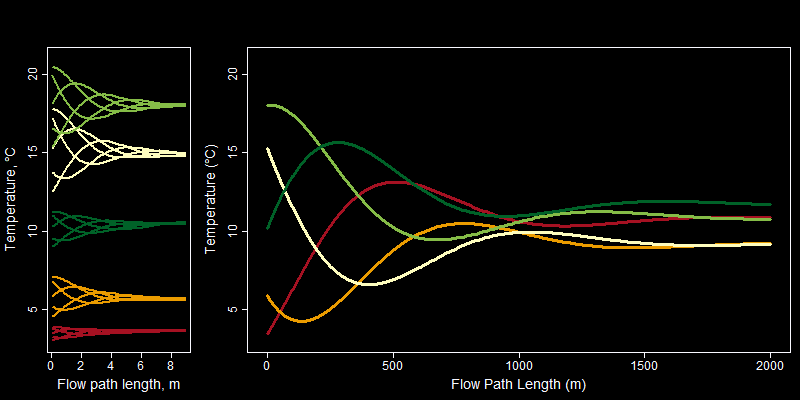 Temperature, °C
20
15
10
5
0 2 4 6 8
Flow path length, m
Temperature (°C)
20
15
10
5
0 500 1000 1500 2000
Flow Path Length (m)